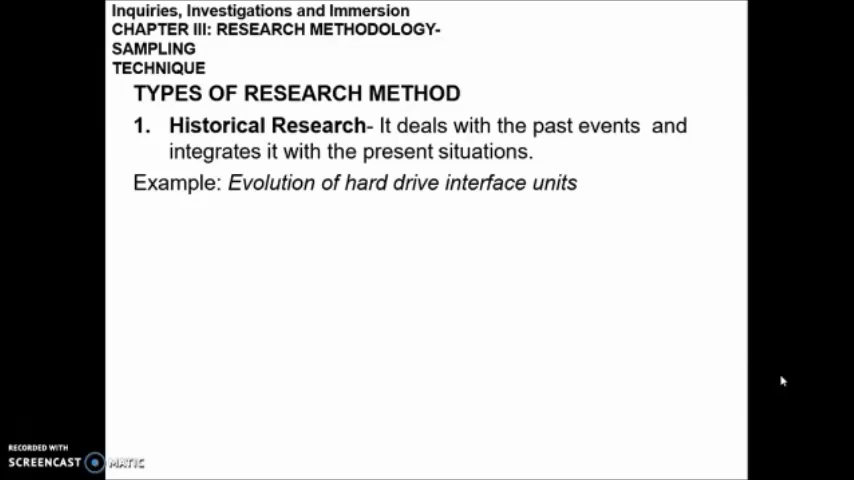 Inquiries, Investigations and Immersion
CHAPTER III: RESEARCH METHODOLOGY-
SAMPLING
TECHNIQUE
TYPES OF RESEARCH METHOD
1. Historical Research- It deals with the past events and
integrates it with the present situations.
Example: Evolution of hard drive interface units
RECORDED WITH
SCREENCAST MATIC